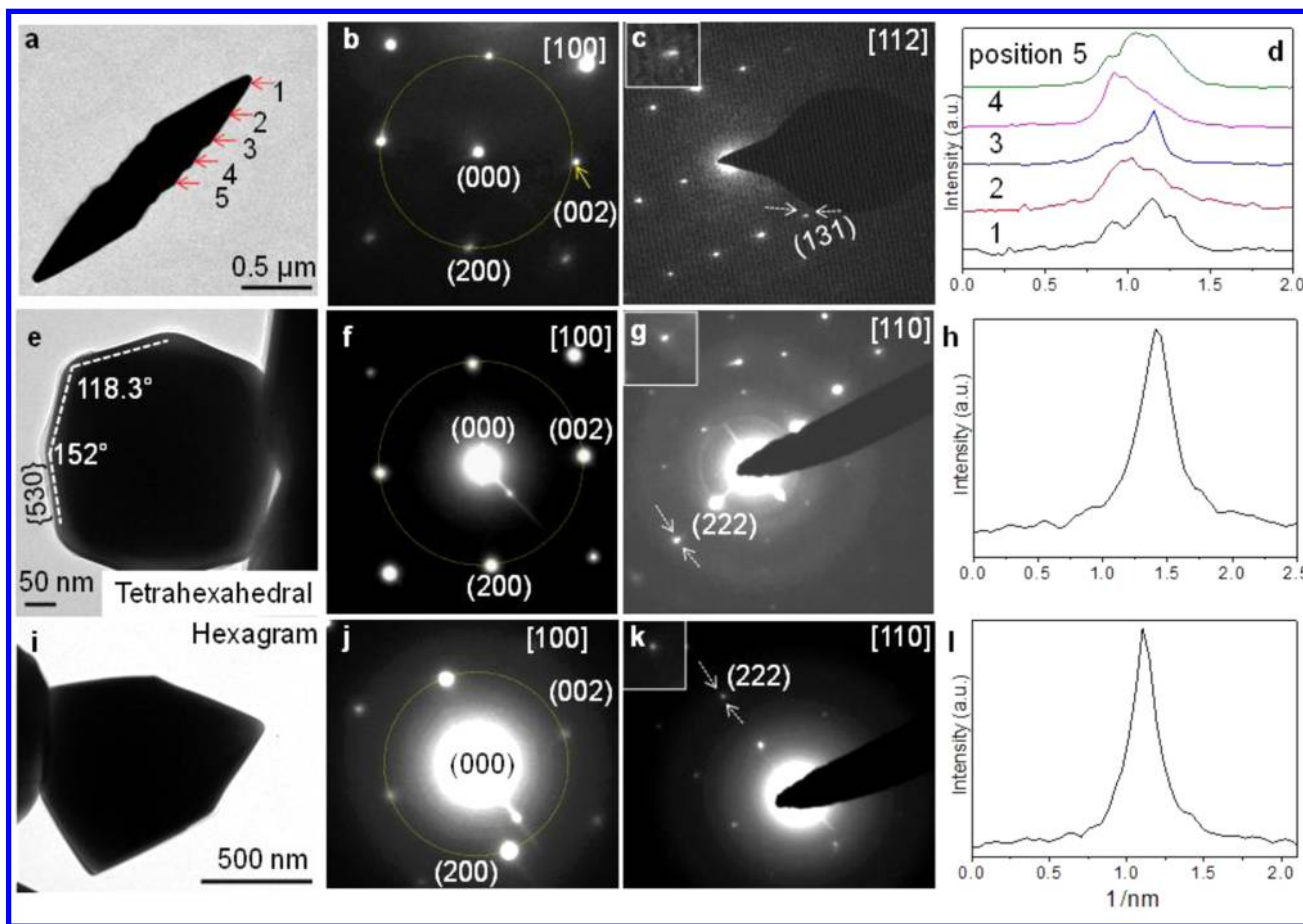 a
1
2
3
4
5
0.5 μm
b
[100]
(000)
(002)
(200)
c
[112]
(131)
d
position 5
4
3
2
1
Intensity (a.u.)
0.0 0.5 1.0 1.5 2.0
e
118.3°
152°
{530}
50 nm
Tetrahexahedral
f
[100]
(000)
(002)
(200)
g
[110]
(222)
h
Intensity (a.u.)
0.0 0.5 1.0 1.5 2.0 2.5
i
Hexagram
500 nm
j
[100]
(002)
(000)
(200)
k
[110]
(222)
l
Intensity (a.u.)
0.0 0.5 1.0 1.5 2.0
1/nm